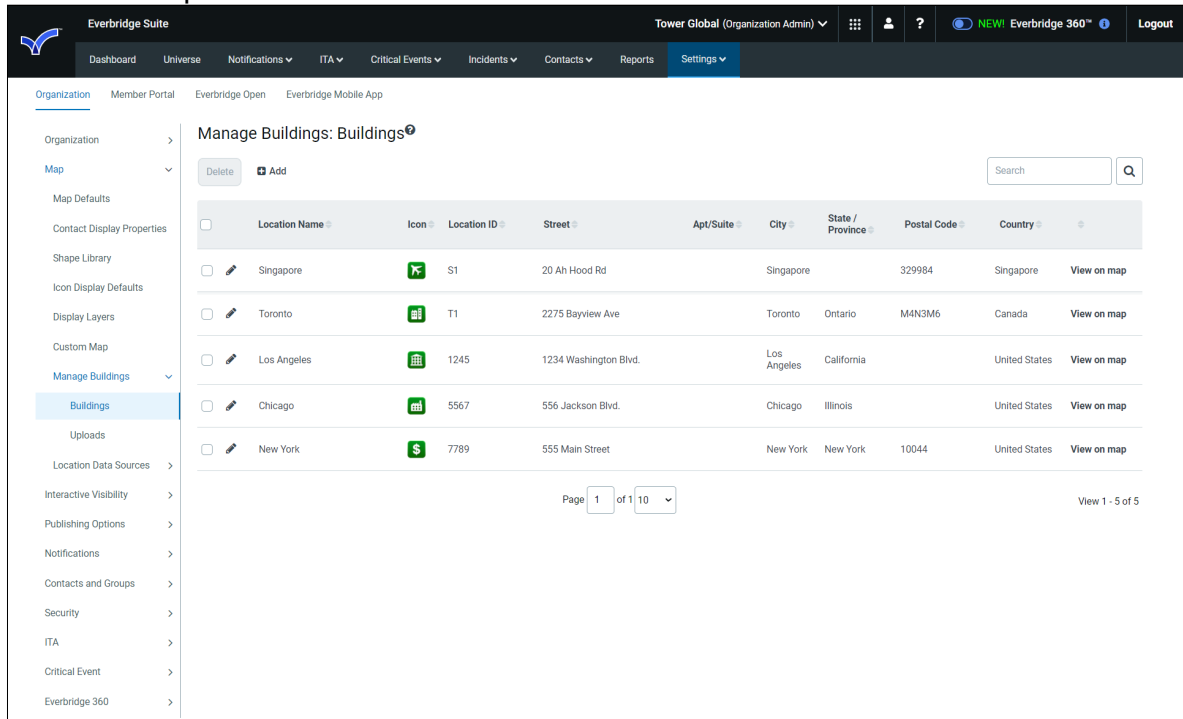 Everbridge Suite
Tower Global (Organization Admin)
?
NEW! Everbridge 360™
Logout
Dashboard Universe Notifications ITA Critical Events Incidents Contacts Reports Settings
Organization Member Portal Everbridge Open Everbridge Mobile App
Organization
Map
Map Defaults
Contact Display Properties
Shape Library
Icon Display Defaults
Display Layers
Custom Map
Manage Buildings
Buildings
Uploads
Location Data Sources
Interactive Visibility
Publishing Options
Notifications
Contacts and Groups
Security
ITA
Critical Event
Everbridge 360
Manage Buildings: Buildings
Delete Add
Search
Location Name Icon Location ID Street Apt/Suite City State / Province Postal Code Country
Singapore S1 20 Ah Hood Rd Singapore 329984 Singapore View on map
Toronto T1 2275 Bayview Ave Toronto Ontario M4N3M6 Canada View on map
Los Angeles 1245 1234 Washington Blvd. Los Angeles California United States View on map
Chicago 5567 556 Jackson Blvd. Chicago Illinois United States View on map
New York $ 7789 555 Main Street New York New York 10044 United States View on map
Page 1 of 1 10
View 1 - 5 of 5